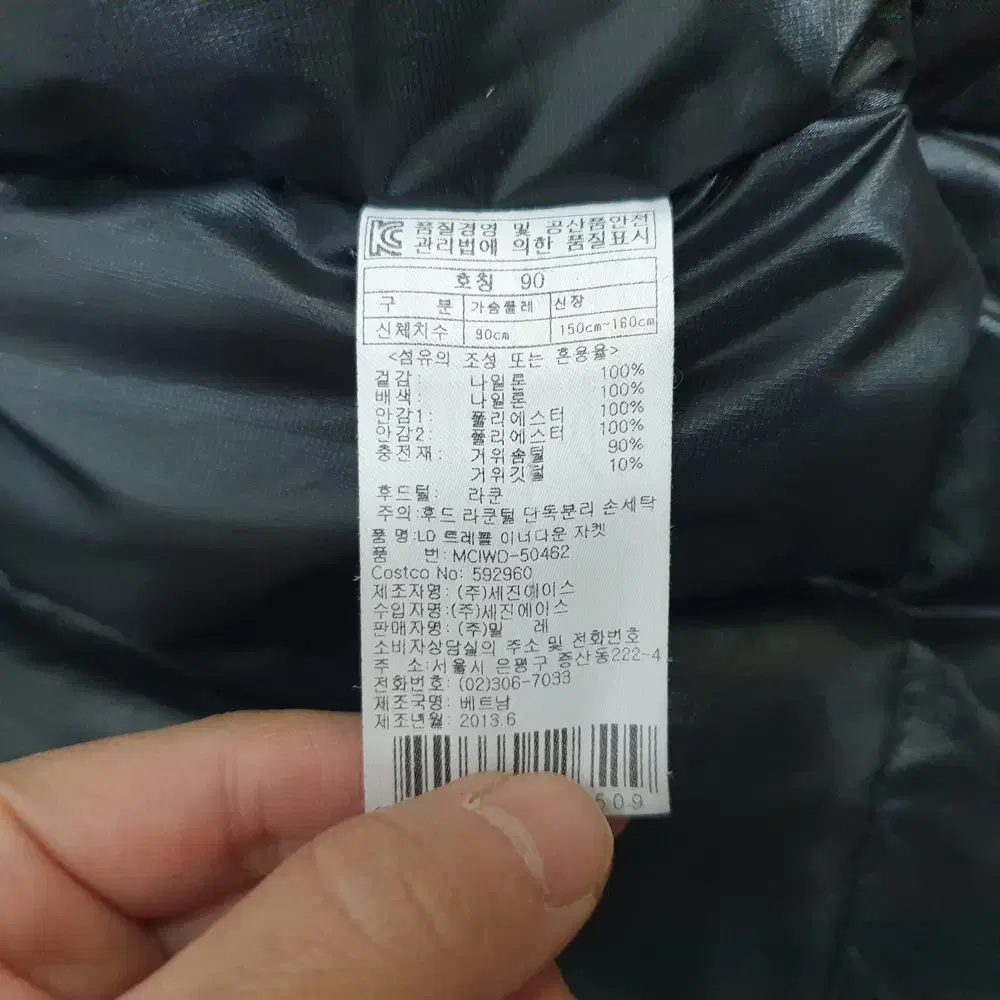 KC 품질경영 및 공산품안전
관리법에 의한 품질표시
호칭 90
구 분 가슴둘레 신장
신체치수 90cm 150cm~160cm
<섬유의 조성 또는 혼용율>
겉감: 나일론 100%
배색: 나일론 100%
안감1: 폴리에스터 100%
안감2: 폴리에스터 100%
충전재: 거위솜털 90%
거위깃털 10%
후드털: 라쿤
주의:후드 라쿤털 단독분리 손세탁
품 명:LD 트레블 이너다운 자켓
품 번:MCIWD-50462
Costco No: 592960
제조자명:(주)세진에이스
수입자명:(주)세진에이스
판매자명:(주)밀 레
소비자상담실의 주소 및 전화번호
주 소:서울시 은평구 증산동222-4
전화번호:(02)306-7033
제조국명:베트남
제조년월:2013.6
509